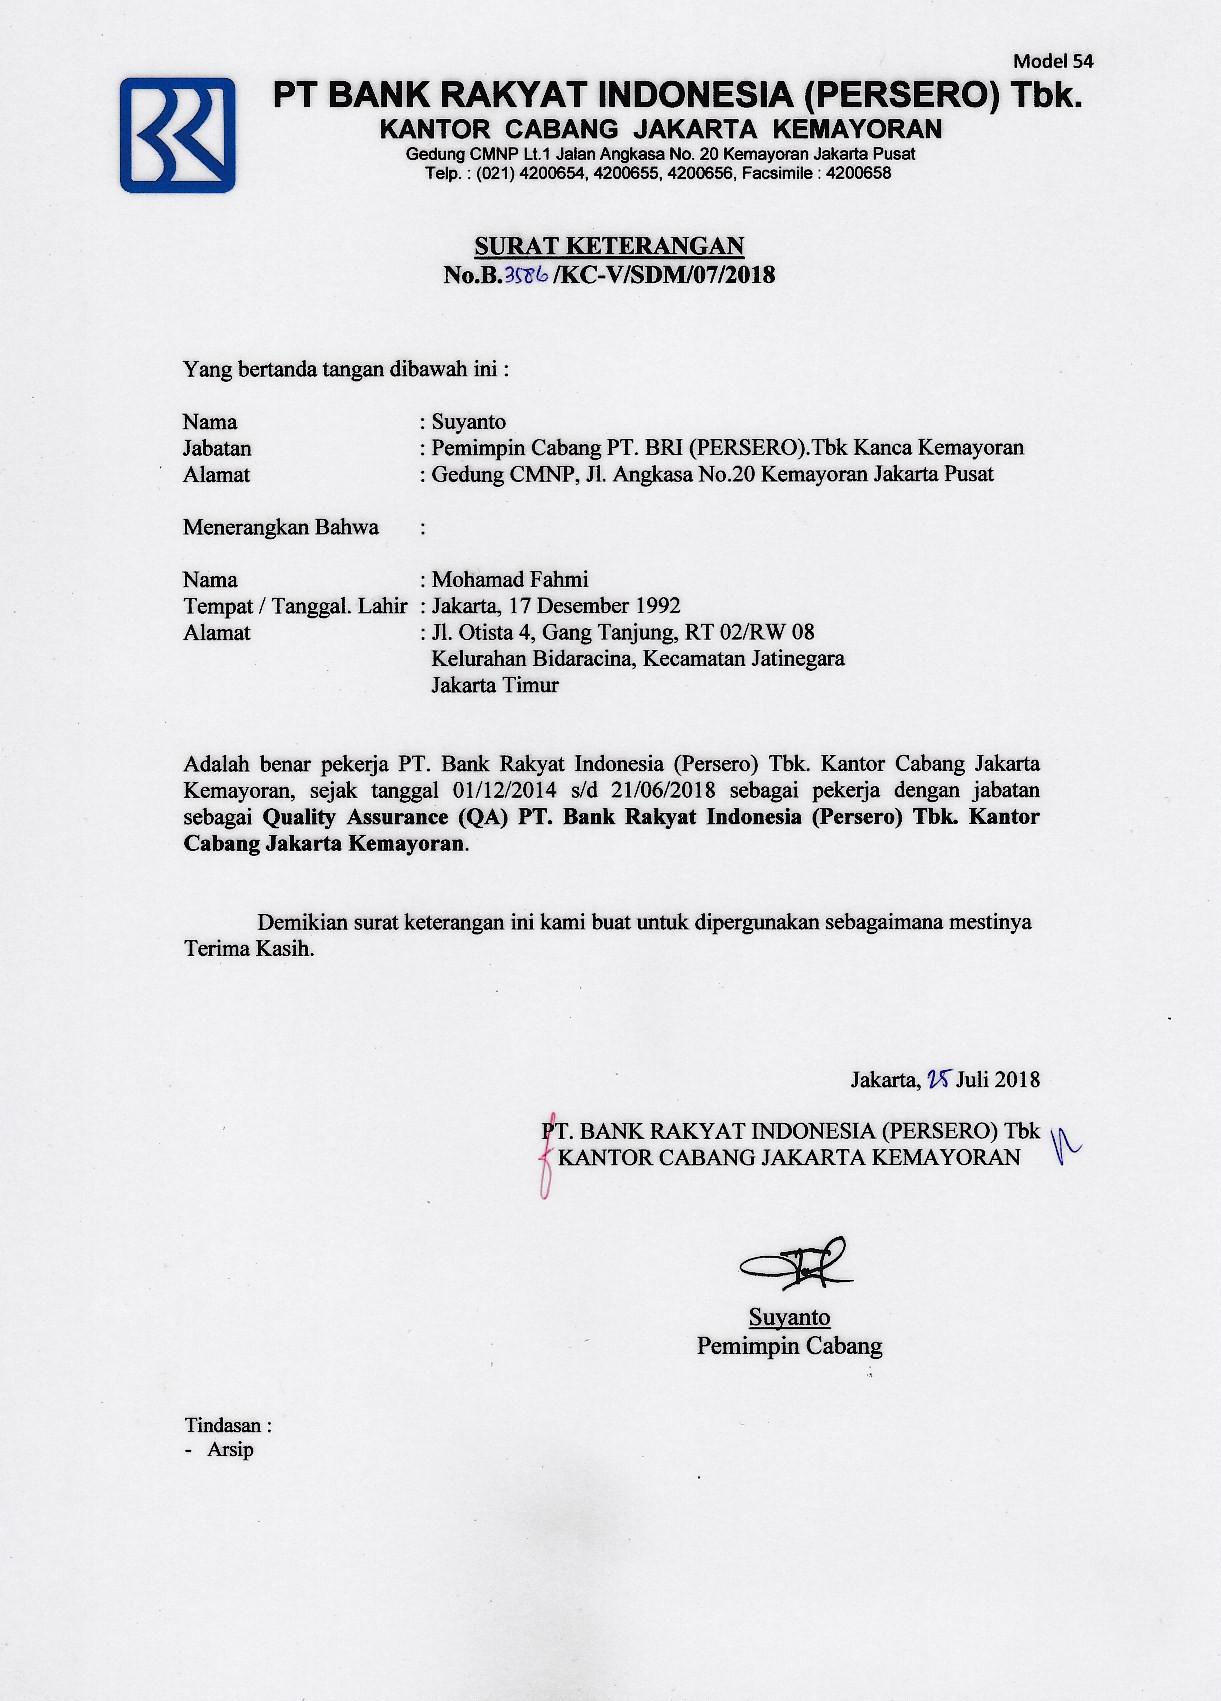 Model 54
PT BANK RAKYAT INDONESIA (PERSERO) Tbk.
KANTOR CABANG JAKARTA KEMAYORAN
Gedung CMNP Lt.1 Jalan Angkasa No. 20 Kemayoran Jakarta Pusat
Telp. : (021) 4200654, 4200655, 4200656, Facsimile : 4200658
SURAT KETERANGAN
No.B.3586/KC-V/SDM/07/2018
Yang bertanda tangan dibawah ini :
Nama : Suyanto
Jabatan : Pemimpin Cabang PT. BRI (PERSERO).Tbk Kanca Kemayoran
Alamat : Gedung CMNP, Jl. Angkasa No.20 Kemayoran Jakarta Pusat
Menerangkan Bahwa :
Nama : Mohamad Fahmi
Tempat / Tanggal. Lahir : Jakarta, 17 Desember 1992
Alamat : Jl. Otista 4, Gang Tanjung, RT 02/RW 08
Kelurahan Bidaracina, Kecamatan Jatinegara
Jakarta Timur
Adalah benar pekerja PT. Bank Rakyat Indonesia (Persero) Tbk. Kantor Cabang Jakarta
Kemayoran, sejak tanggal 01/12/2014 s/d 21/06/2018 sebagai pekerja dengan jabatan
sebagai Quality Assurance (QA) PT. Bank Rakyat Indonesia (Persero) Tbk. Kantor
Cabang Jakarta Kemayoran.
Demikian surat keterangan ini kami buat untuk dipergunakan sebagaimana mestinya
Terima Kasih.
Jakarta, 25 Juli 2018
PT. BANK RAKYAT INDONESIA (PERSERO) Tbk
KANTOR CABANG JAKARTA KEMAYORAN
Suyanto
Pemimpin Cabang
Tindasan :
- Arsip